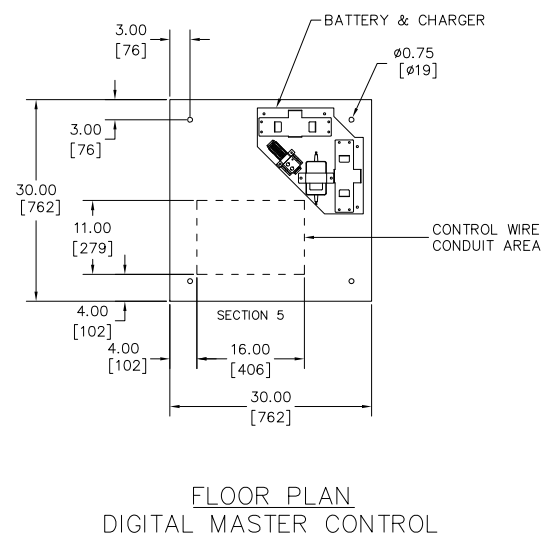 BATTERY & CHARGER
3.00
[76]
ø0.75
[ø19]
3.00
[76]
30.00
[762]
11.00
[279]
CONTROL WIRE
CONDUIT AREA
4.00
[102]
SECTION 5
4.00
[102]
16.00
[406]
30.00
[762]
FLOOR PLAN
DIGITAL MASTER CONTROL